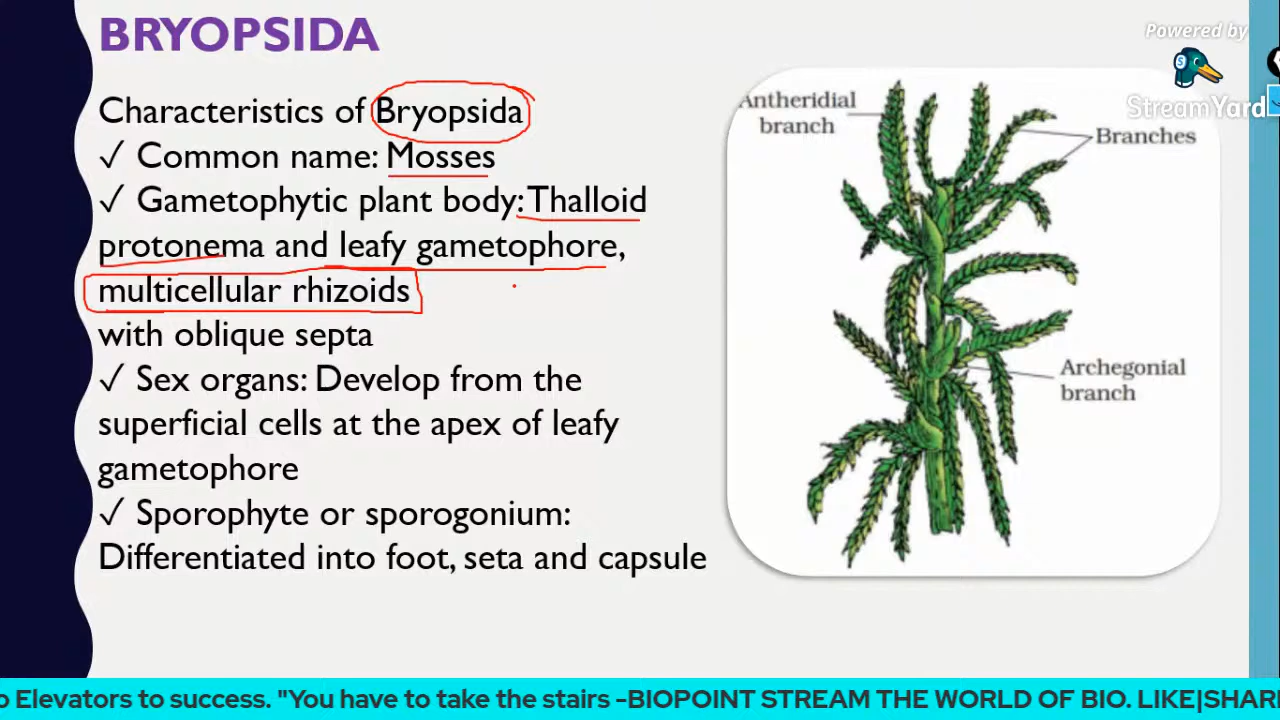 BRYOPSIDA
Powered by
StreamYard
Characteristics of Bryopsida
✓ Common name: Mosses
✓ Gametophytic plant body: Thalloid
protonema and leafy gametophore,
multicellular rhizoids
with oblique septa
✓ Sex organs: Develop from the
superficial cells at the apex of leafy
gametophore
✓ Sporophyte or sporogonium:
Differentiated into foot, seta and capsule
Antheridial
branch
Branches
Archegonial
branch
o Elevators to success. "You have to take the stairs -BIOPOINT STREAM THE WORLD OF BIO. LIKE|SHAR